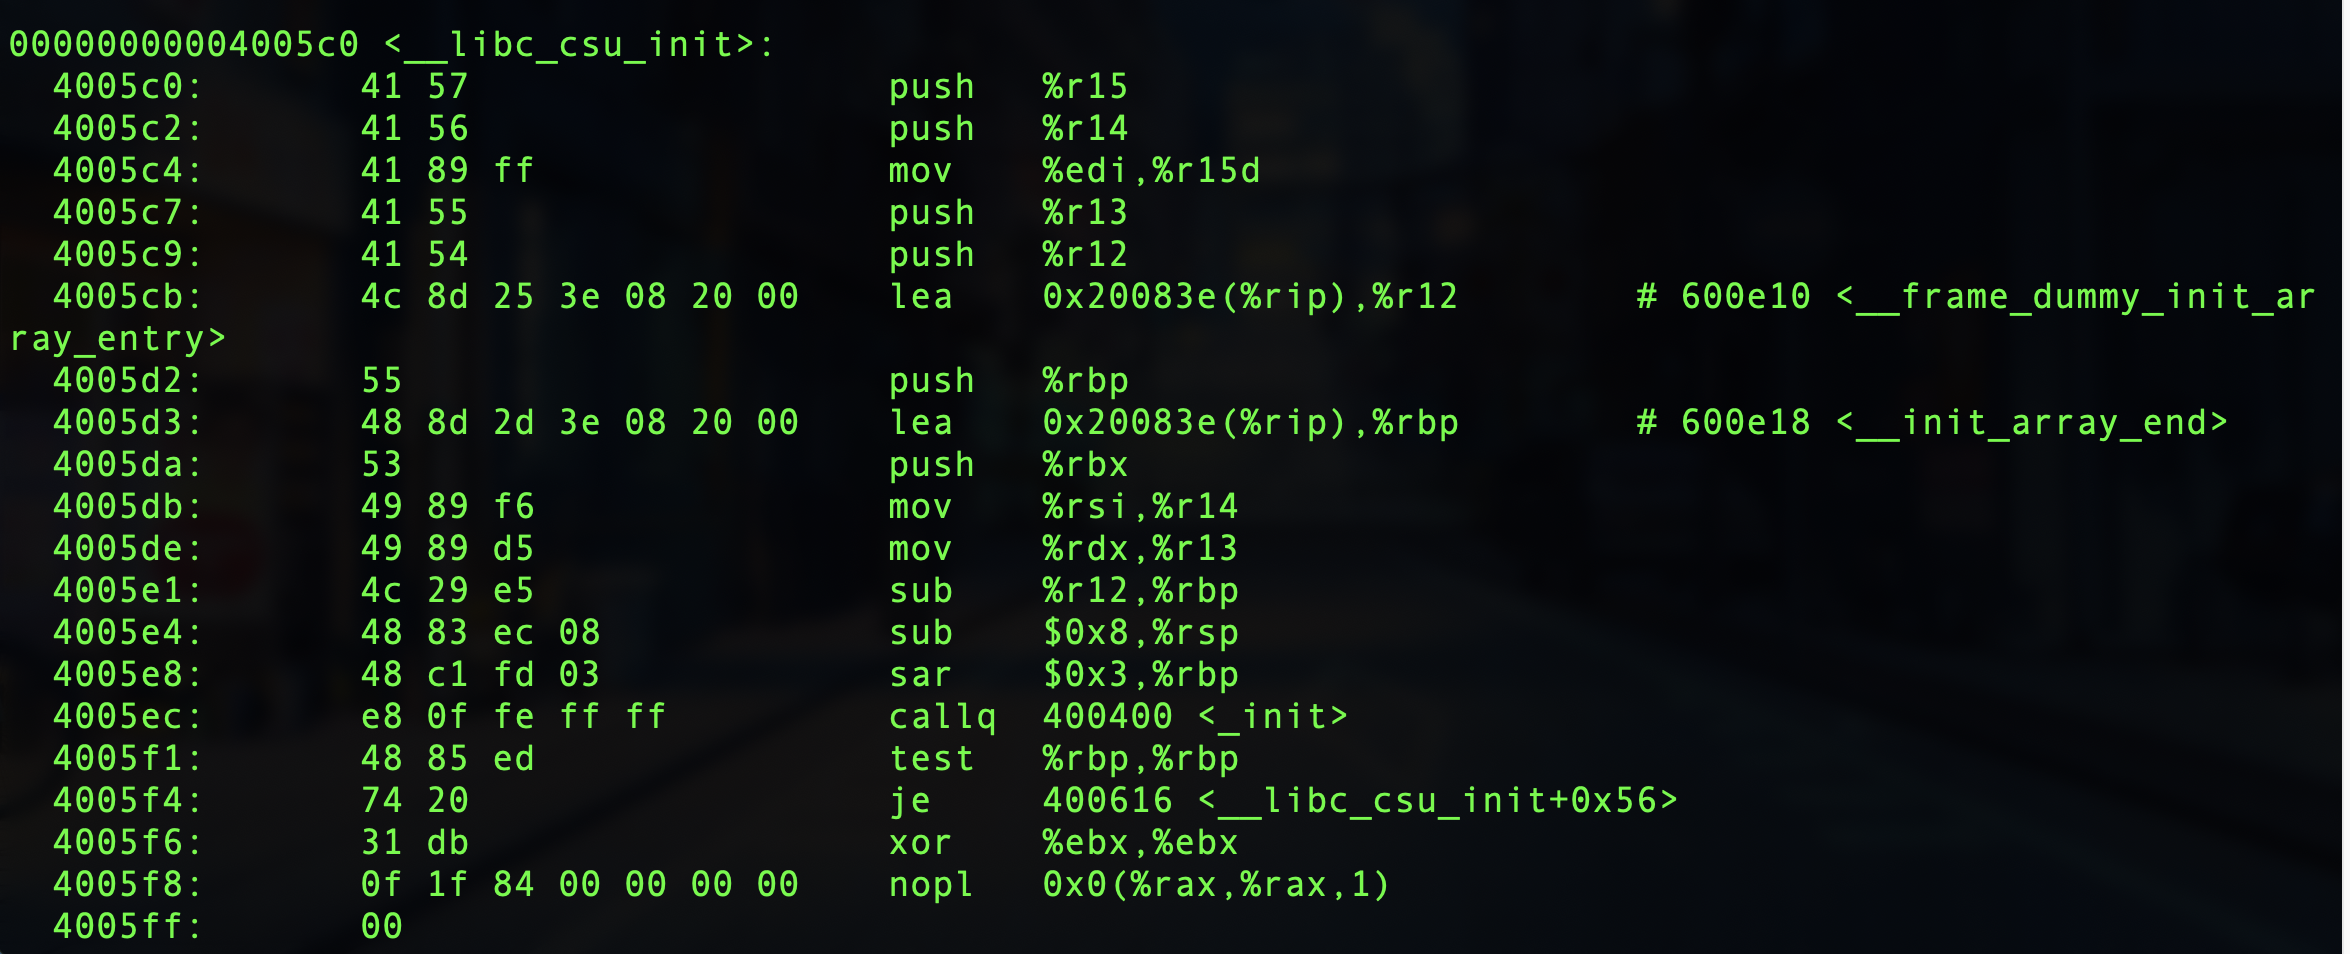 00000000004005c0 <__libc_csu_init>:
  4005c0:       41 57                   push   %r15
  4005c2:       41 56                   push   %r14
  4005c4:       41 89 ff                mov    %edi,%r15d
  4005c7:       41 55                   push   %r13
  4005c9:       41 54                   push   %r12
  4005cb:       4c 8d 25 3e 08 20 00    lea    0x20083e(%rip),%r12        # 600e10 <__frame_dummy_init_ar
ray_entry>
  4005d2:       55                      push   %rbp
  4005d3:       48 8d 2d 3e 08 20 00    lea    0x20083e(%rip),%rbp        # 600e18 <__init_array_end>
  4005da:       53                      push   %rbx
  4005db:       49 89 f6                mov    %rsi,%r14
  4005de:       49 89 d5                mov    %rdx,%r13
  4005e1:       4c 29 e5                sub    %r12,%rbp
  4005e4:       48 83 ec 08             sub    $0x8,%rsp
  4005e8:       48 c1 fd 03             sar    $0x3,%rbp
  4005ec:       e8 0f fe ff ff          callq  400400 <_init>
  4005f1:       48 85 ed                test   %rbp,%rbp
  4005f4:       74 20                   je     400616 <__libc_csu_init+0x56>
  4005f6:       31 db                   xor    %ebx,%ebx
  4005f8:       0f 1f 84 00 00 00 00    nopl   0x0(%rax,%rax,1)
  4005ff:       00